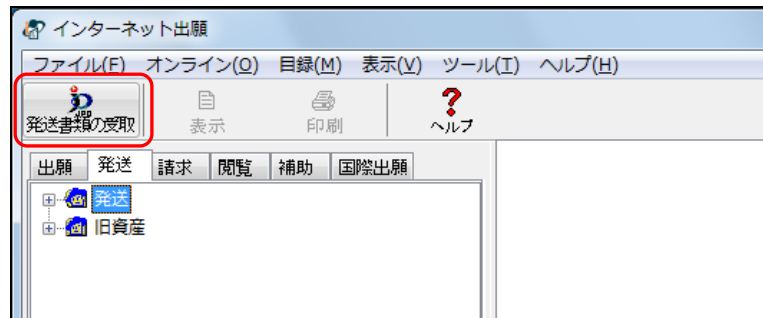 インターネット出願
ファイル(F) オンライン(O) 目録(M) 表示(V) ツール(T) ヘルプ(H)
発送書類の受取 表示 印刷 ヘルプ
出願 発送 請求 閲覧 補助 国際出願
発送
旧資産